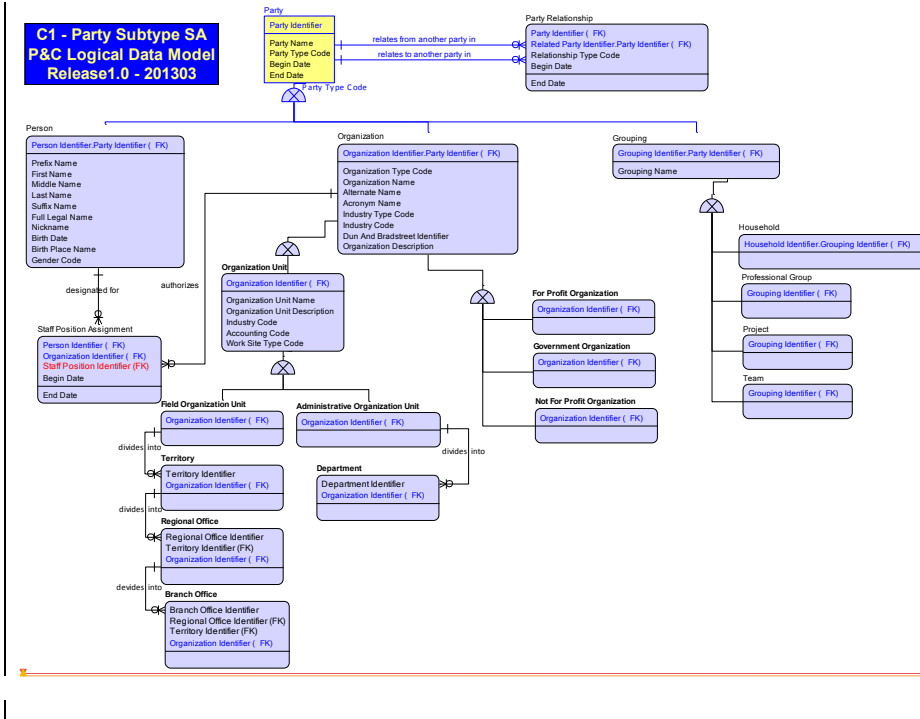 C1 - Party Subtype SA
P&C Logical Data Model
Release1.0 - 201303
Party
Party Identifier
Party Name
Party Type Code
Begin Date
End Date
relates from another party in
relates to another party in
Party Relationship
Party Identifier ( FK)
Related Party Identifier.Party Identifier ( FK)
Relationship Type Code
Begin Date
End Date
Party Type Code
Person
Person Identifier.Party Identifier ( FK)
Prefix Name
First Name
Middle Name
Last Name
Suffix Name
Full Legal Name
Nickname
Birth Date
Birth Place Name
Gender Code
Organization
Organization Identifier.Party Identifier ( FK)
Organization Type Code
Organization Name
Alternate Name
Acronym Name
Industry Type Code
Industry Code
Dun And Bradstreet Identifier
Organization Description
Grouping
Grouping Identifier.Party Identifier ( FK)
Grouping Name
Household
Household Identifier.Grouping Identifier ( FK)
Professional Group
Grouping Identifier ( FK)
Project
Grouping Identifier ( FK)
Team
Grouping Identifier ( FK)
designated for
authorizes
Organization Unit
Organization Identifier ( FK)
Organization Unit Name
Organization Unit Description
Industry Code
Accounting Code
Work Site Type Code
For Profit Organization
Organization Identifier ( FK)
Government Organization
Organization Identifier ( FK)
Not For Profit Organization
Organization Identifier ( FK)
Staff Position Assignment
Person Identifier ( FK)
Organization Identifier ( FK)
Staff Position Identifier (FK)
Begin Date
End Date
Field Organization Unit
Organization Identifier ( FK)
Administrative Organization Unit
Organization Identifier ( FK)
divides into
divides into
Territory
Territory Identifier
Organization Identifier ( FK)
Department
Department Identifier
Organization Identifier ( FK)
divides into
Regional Office
Regional Office Identifier
Territory Identifier (FK)
Organization Identifier ( FK)
divides into
Branch Office
Branch Office Identifier
Regional Office Identifier (FK)
Territory Identifier (FK)
Organization Identifier ( FK)